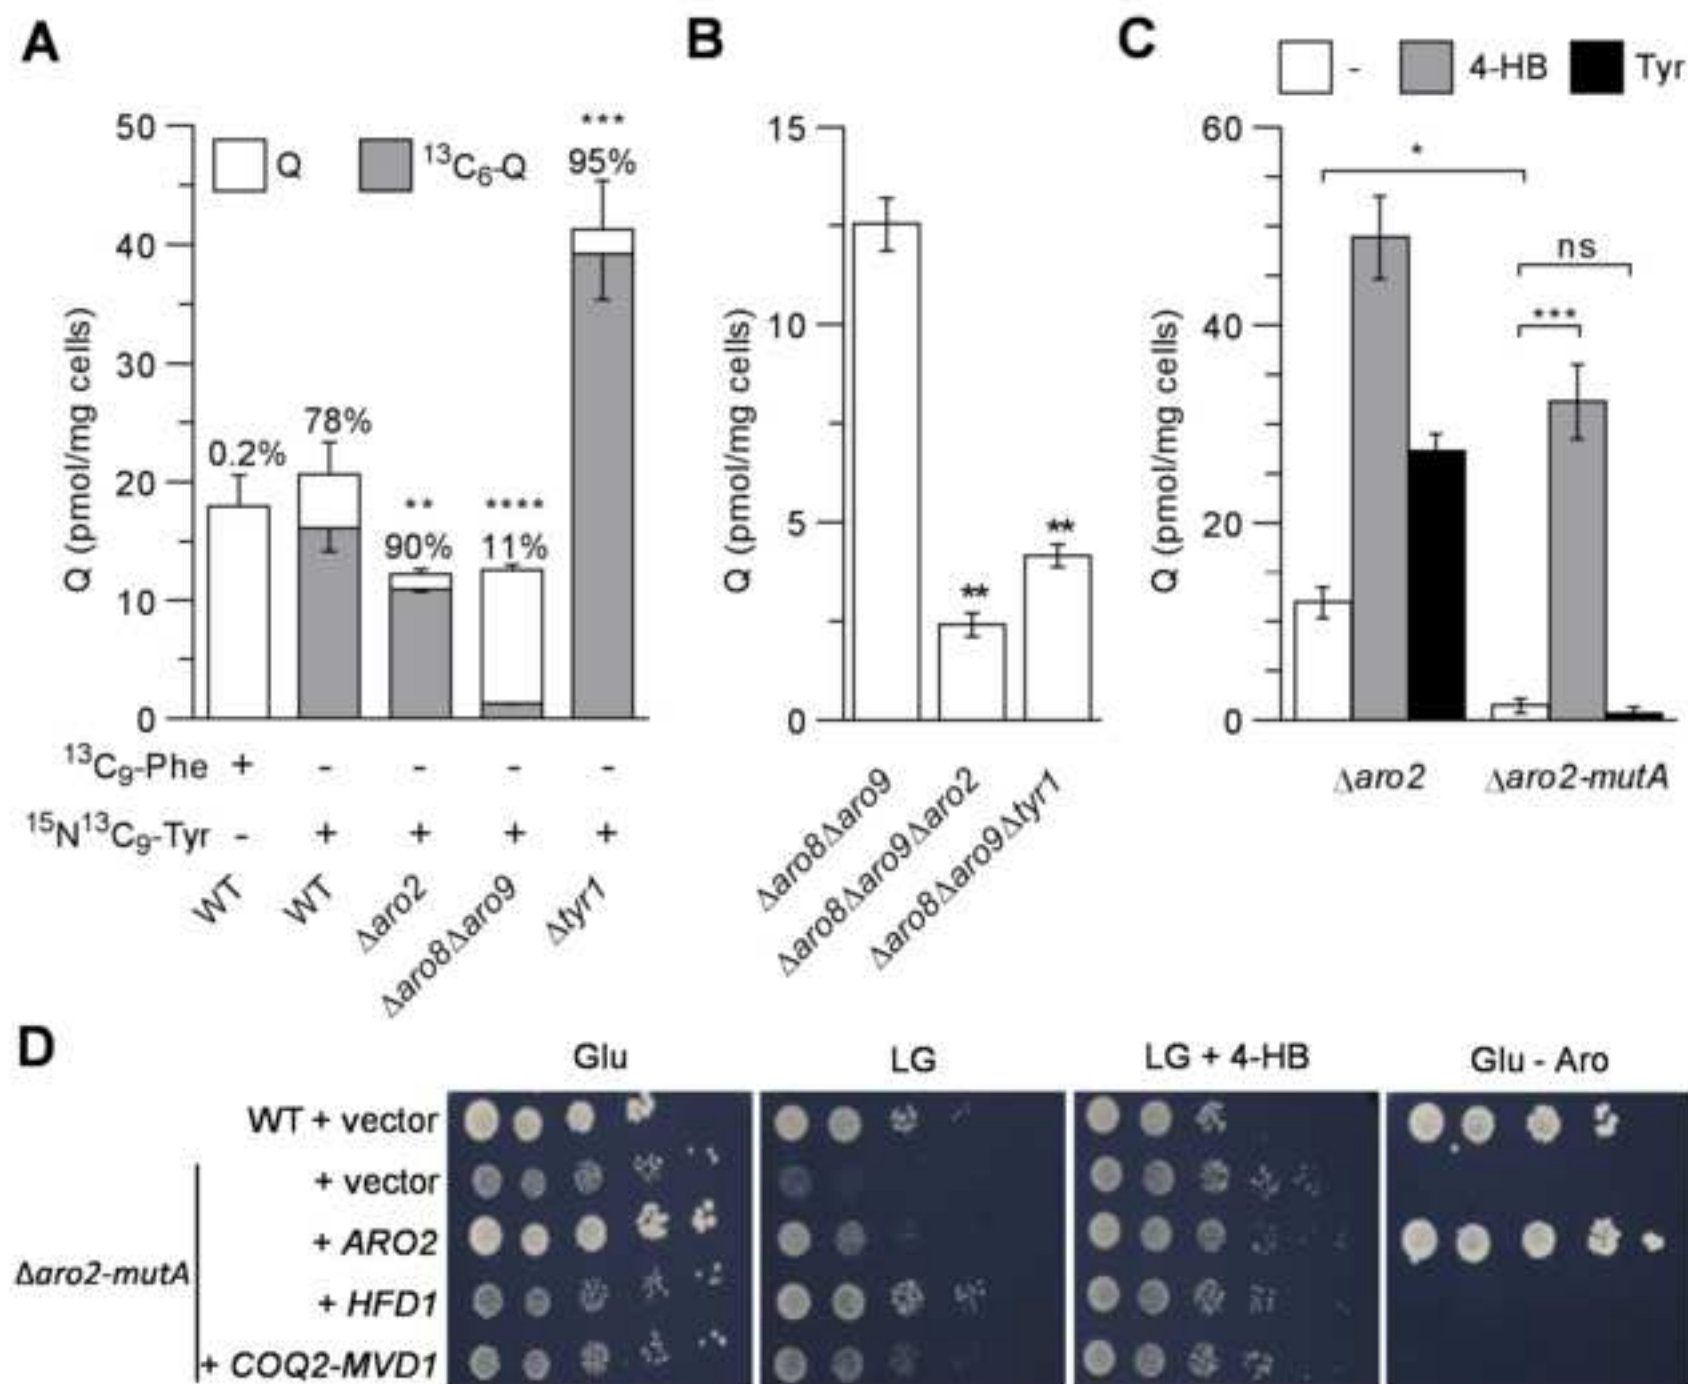 A
Q (pmol/mg cells)
50
40
30
20
10
0
Q
¹³C₆-Q
0.2%
78%
**
90%
****
11%
***
95%
¹³C₉-Phe + - - - -
¹⁵N¹³C₉-Tyr - + + + +
WT
WT
Δaro2
Δaro8Δaro9
Δtyr1
B
Q (pmol/mg cells)
15
10
5
0
**
**
Δaro8Δaro9
Δaro8Δaro9Δaro2
Δaro8Δaro9Δtyr1
C
- 4-HB Tyr
Q (pmol/mg cells)
60
40
20
0
*
ns
***
Δaro2
Δaro2-mutA
D
Glu LG LG + 4-HB Glu - Aro
WT + vector
+ vector
+ ARO2
Δaro2-mutA
+ HFD1
+ COQ2-MVD1